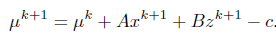 μ^{k+1} = μ^k + Ax^{k+1} + Bz^{k+1} − c.